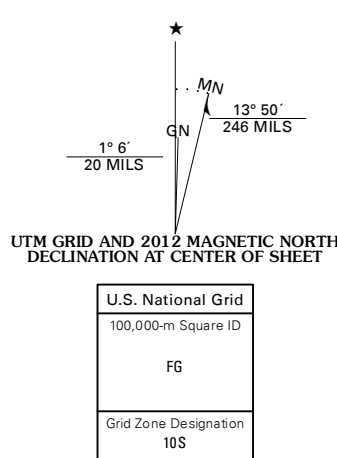 ★
MN
GN
13° 50´
246 MILS
1° 6´
20 MILS
UTM GRID AND 2012 MAGNETIC NORTH
DECLINATION AT CENTER OF SHEET
U.S. National Grid
100,000-m Square ID
FG
Grid Zone Designation
10S